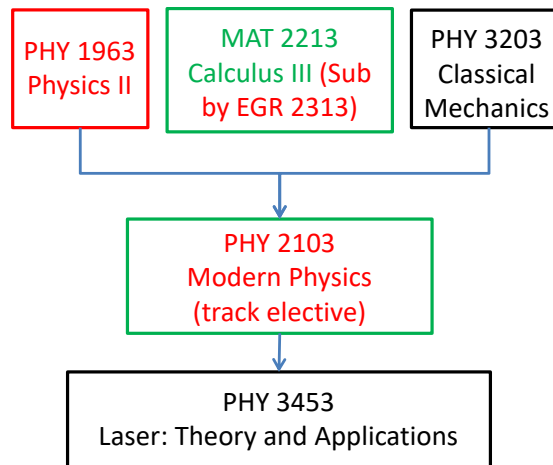 PHY 1963
Physics II
MAT 2213
Calculus III (Sub
by EGR 2313)
PHY 3203
Classical
Mechanics
PHY 2103
Modern Physics
(track elective)
PHY 3453
Laser: Theory and Applications